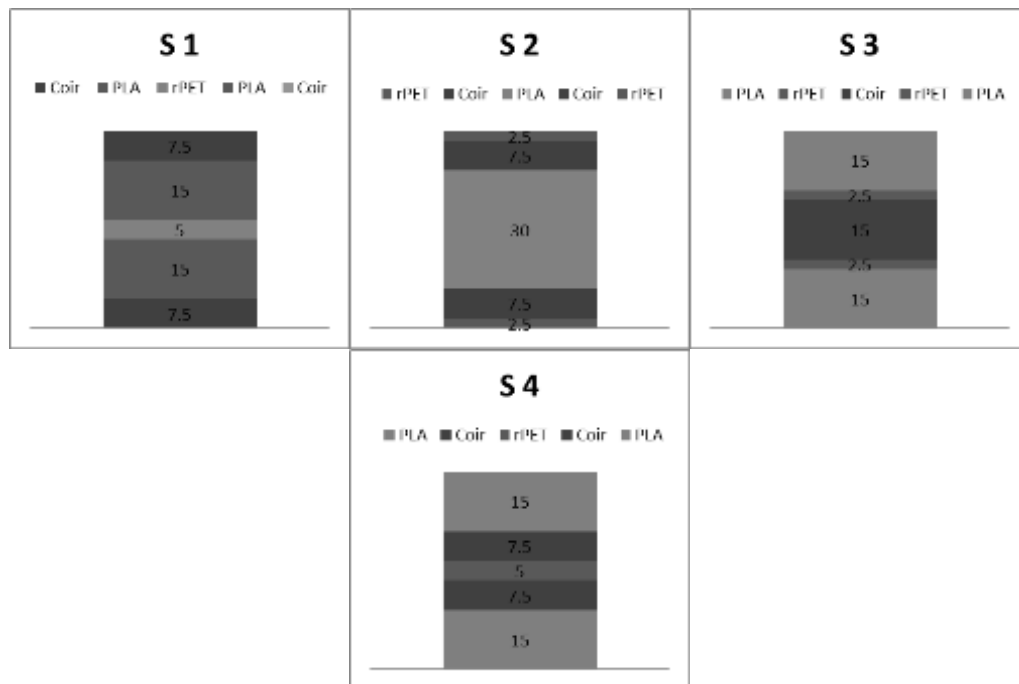 S 1
Coir PLA rPET PLA Coir
7.5
15
5
15
7.5
S 2
rPET Coir PLA Coir rPET
2.5
7.5
30
7.5
2.5
S 3
PLA rPET Coir rPET PLA
15
2.5
15
2.5
15
S 4
PLA Coir rPET Coir PLA
15
7.5
5
7.5
15